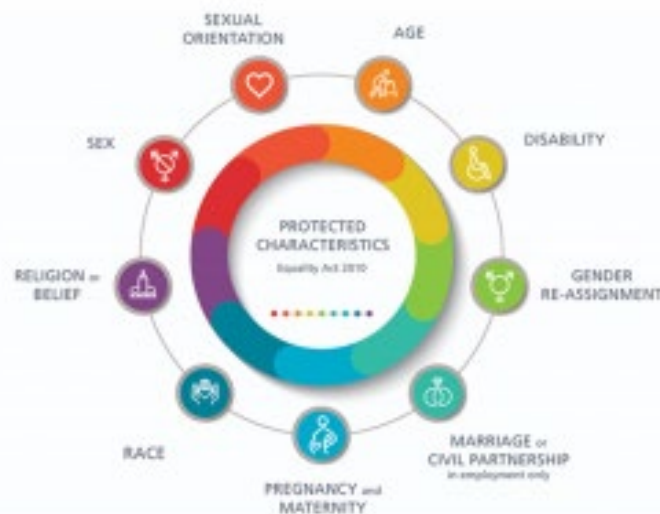 SEXUAL
ORIENTATION
AGE
SEX
DISABILITY
PROTECTED
CHARACTERISTICS
Equality Act 2010
RELIGION or
BELIEF
GENDER
RE-ASSIGNMENT
RACE
MARRIAGE or
CIVIL PARTNERSHIP
in employment only
PREGNANCY and
MATERNITY